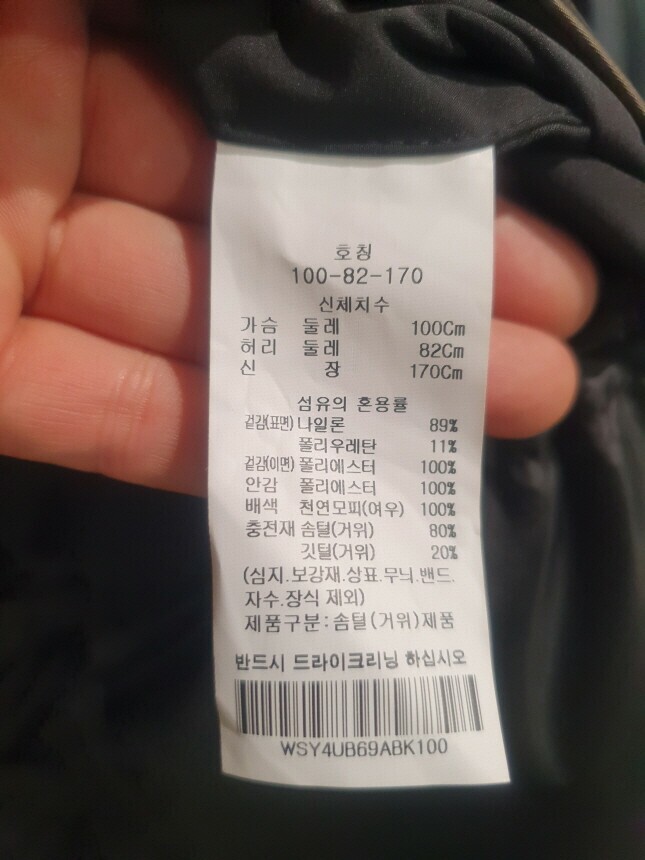 호칭
100-82-170
신체치수
가슴 둘레 100Cm
허리 둘레 82Cm
신 장 170Cm
섬유의 혼용률
겉감(표면) 나일론 89%
폴리우레탄 11%
겉감(이면) 폴리에스터 100%
안감 폴리에스터 100%
배색 천연모피(여우) 100%
충전재 솜털(거위) 80%
깃털(거위) 20%
(심지.보강재.상표.무늬.밴드.
자수.장식 제외)
제품구분:솜털(거위)제품
반드시 드라이크리닝 하십시오
WSY4UB69ABK100